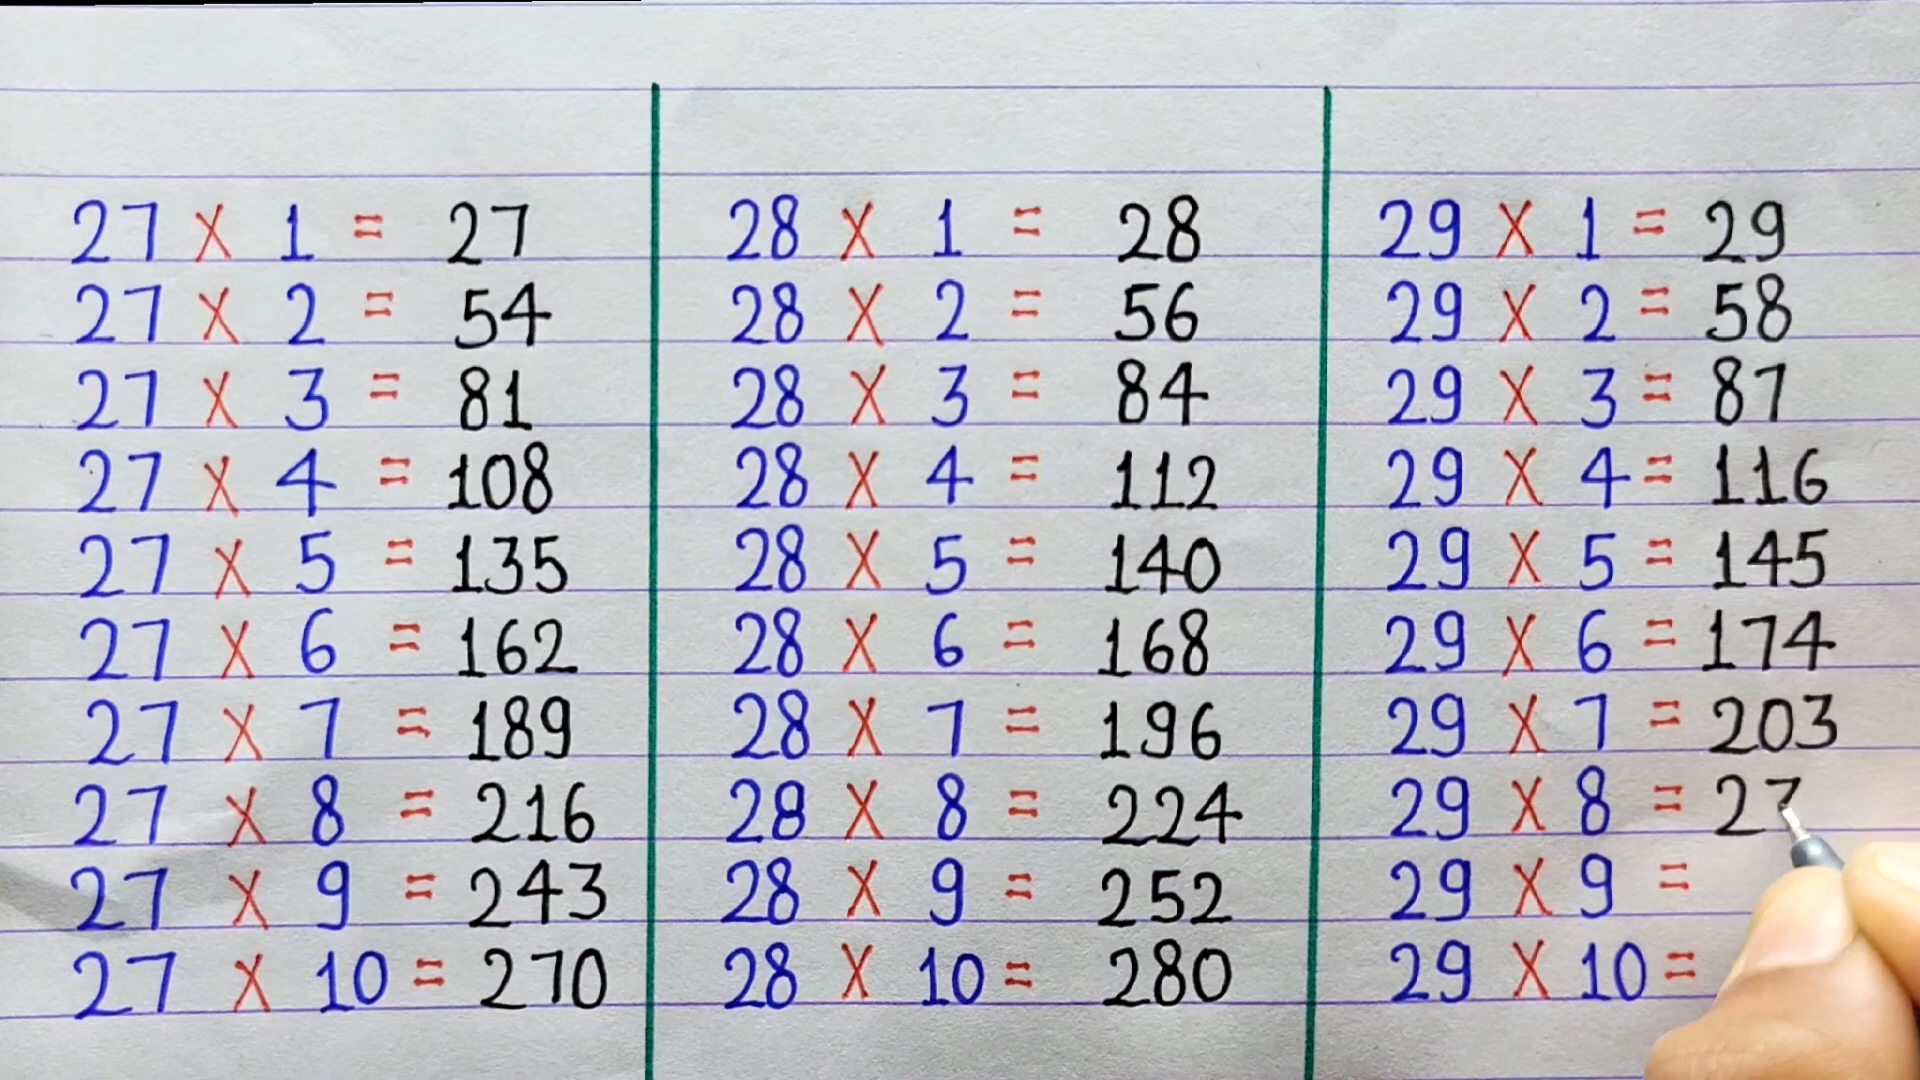 27 X 1 = 27
27 X 2 = 54
27 X 3 = 81
27 X 4 = 108
27 X 5 = 135
27 X 6 = 162
27 X 7 = 189
27 X 8 = 216
27 X 9 = 243
27 X 10 = 270
28 X 1 = 28
28 X 2 = 56
28 X 3 = 84
28 X 4 = 112
28 X 5 = 140
28 X 6 = 168
28 X 7 = 196
28 X 8 = 224
28 X 9 = 252
28 X 10 = 280
29 X 1 = 29
29 X 2 = 58
29 X 3 = 87
29 X 4 = 116
29 X 5 = 145
29 X 6 = 174
29 X 7 = 203
29 X 8 = 23
29 X 9 =
29 X 10 =